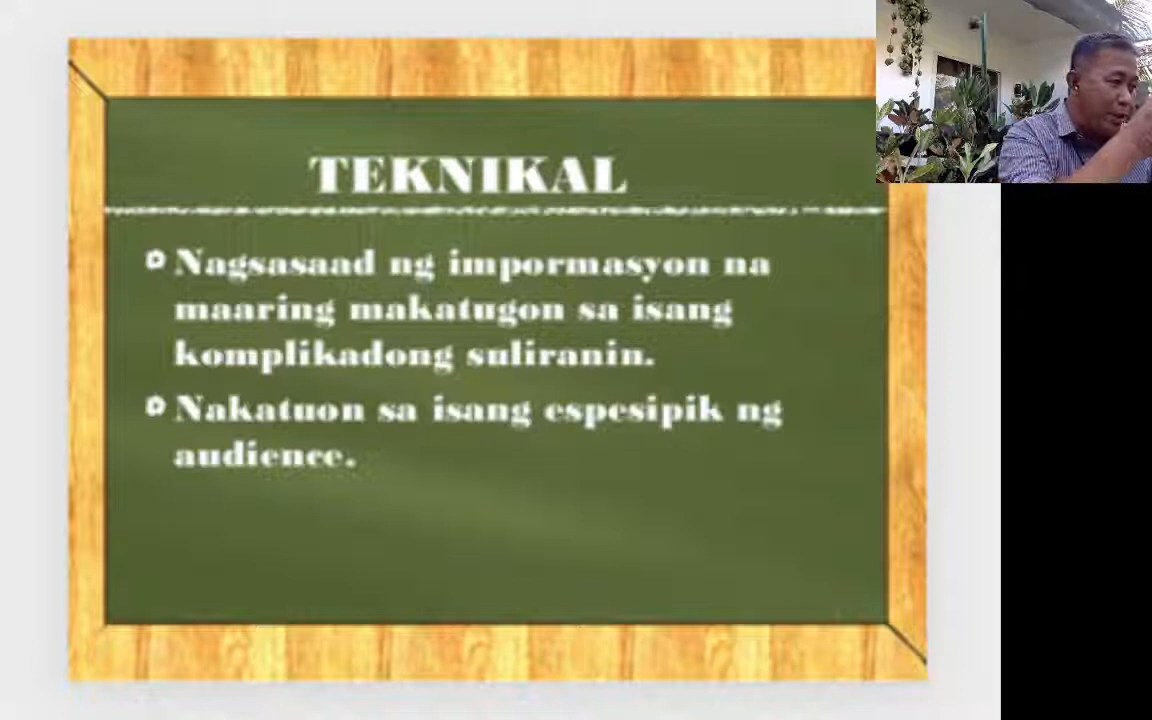 TEKNIKAL
Nagsasaad ng impormasyon na
maaring makatugon sa isang
komplikadong suliranin.
Nakatuon sa isang espesipik ng
audience.